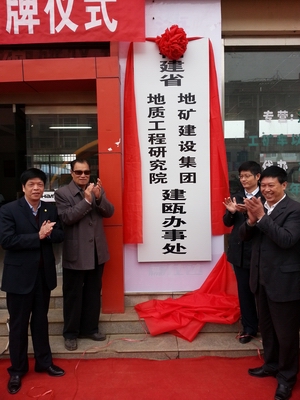 牌仪式
建省
地矿建设集团
地质工程研究院
建瓯办事处